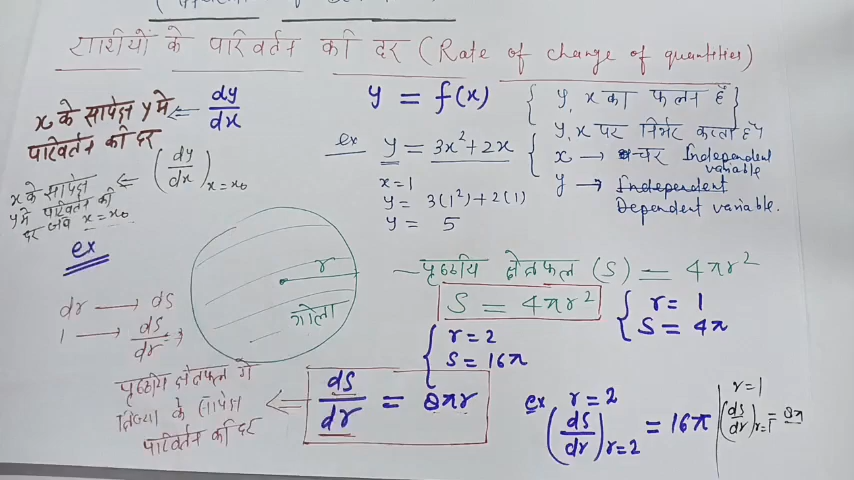 राशीयों के परिवर्तन की दर (Rate of change of quantities)
x के सापेक्ष y मे परिवर्तन की दर ⇐ dy/dx
y = f(x) { y, x का फलन है }
ex y = 3x² + 2x { y, x पर निर्भर करता है
x → चर Independent variable
y → Independent
Dependent variable.
x = 1
y = 3(1²) + 2(1)
y = 5
x के सापेक्ष y मे परिवर्तन की दर जब x = x₀ ⇐ (dy/dx)ₓ₌ₓ₀
ex
r
गोला
पृष्ठीय क्षेत्रफल (S) = 4πr²
S = 4πr²
{ r = 1
S = 4π
{ r = 2
S = 16π
dr → ds
1 → ds/dr
ds/dr = 8πr
पृष्ठीय क्षेत्रफल मे
त्रिज्या के सापेक्ष
परिवर्तन की दर
ex r = 2
(ds/dr)r=2 = 16π
r = 1
(ds/dr)r=1 = 8π